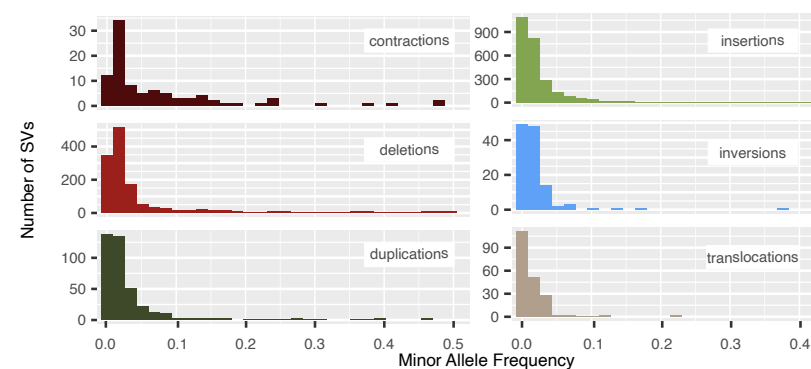 30
20
10
0
contractions
400
200
0
deletions
100
50
0
duplications
0.0 0.1 0.2 0.3 0.4 0.5
900
600
300
0
insertions
40
20
0
inversions
90
60
30
0
translocations
0.0 0.1 0.2 0.3 0.4
Number of SVs
Minor Allele Frequency